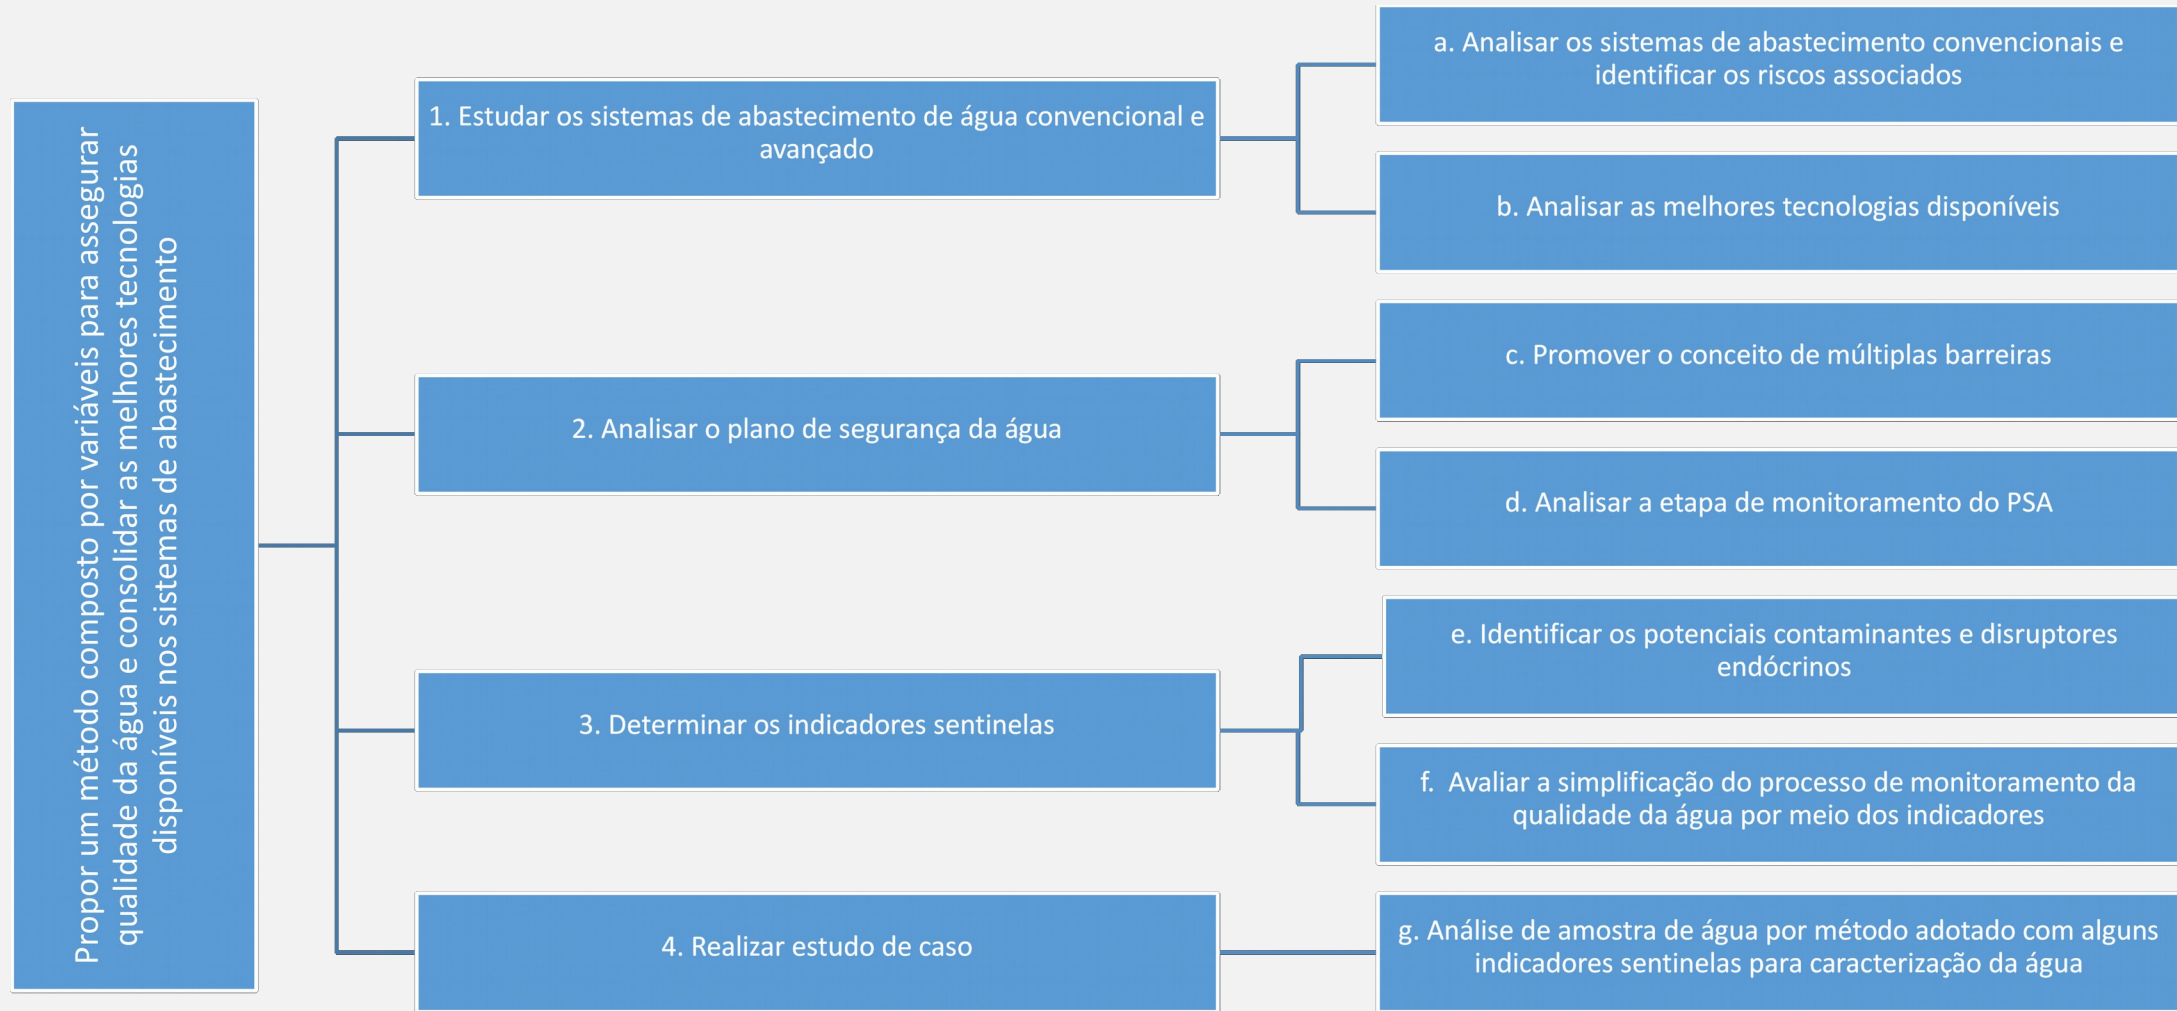 Propor um método composto por variáveis para assegurar
qualidade da água e consolidar as melhores tecnologias
disponíveis nos sistemas de abastecimento
1. Estudar os sistemas de abastecimento de água convencional e
avançado
a. Analisar os sistemas de abastecimento convencionais e
identificar os riscos associados
b. Analisar as melhores tecnologias disponíveis
2. Analisar o plano de segurança da água
c. Promover o conceito de múltiplas barreiras
d. Analisar a etapa de monitoramento do PSA
3. Determinar os indicadores sentinelas
e. Identificar os potenciais contaminantes e disruptores
endócrinos
f. Avaliar a simplificação do processo de monitoramento da
qualidade da água por meio dos indicadores
4. Realizar estudo de caso
g. Análise de amostra de água por método adotado com alguns
indicadores sentinelas para caracterização da água